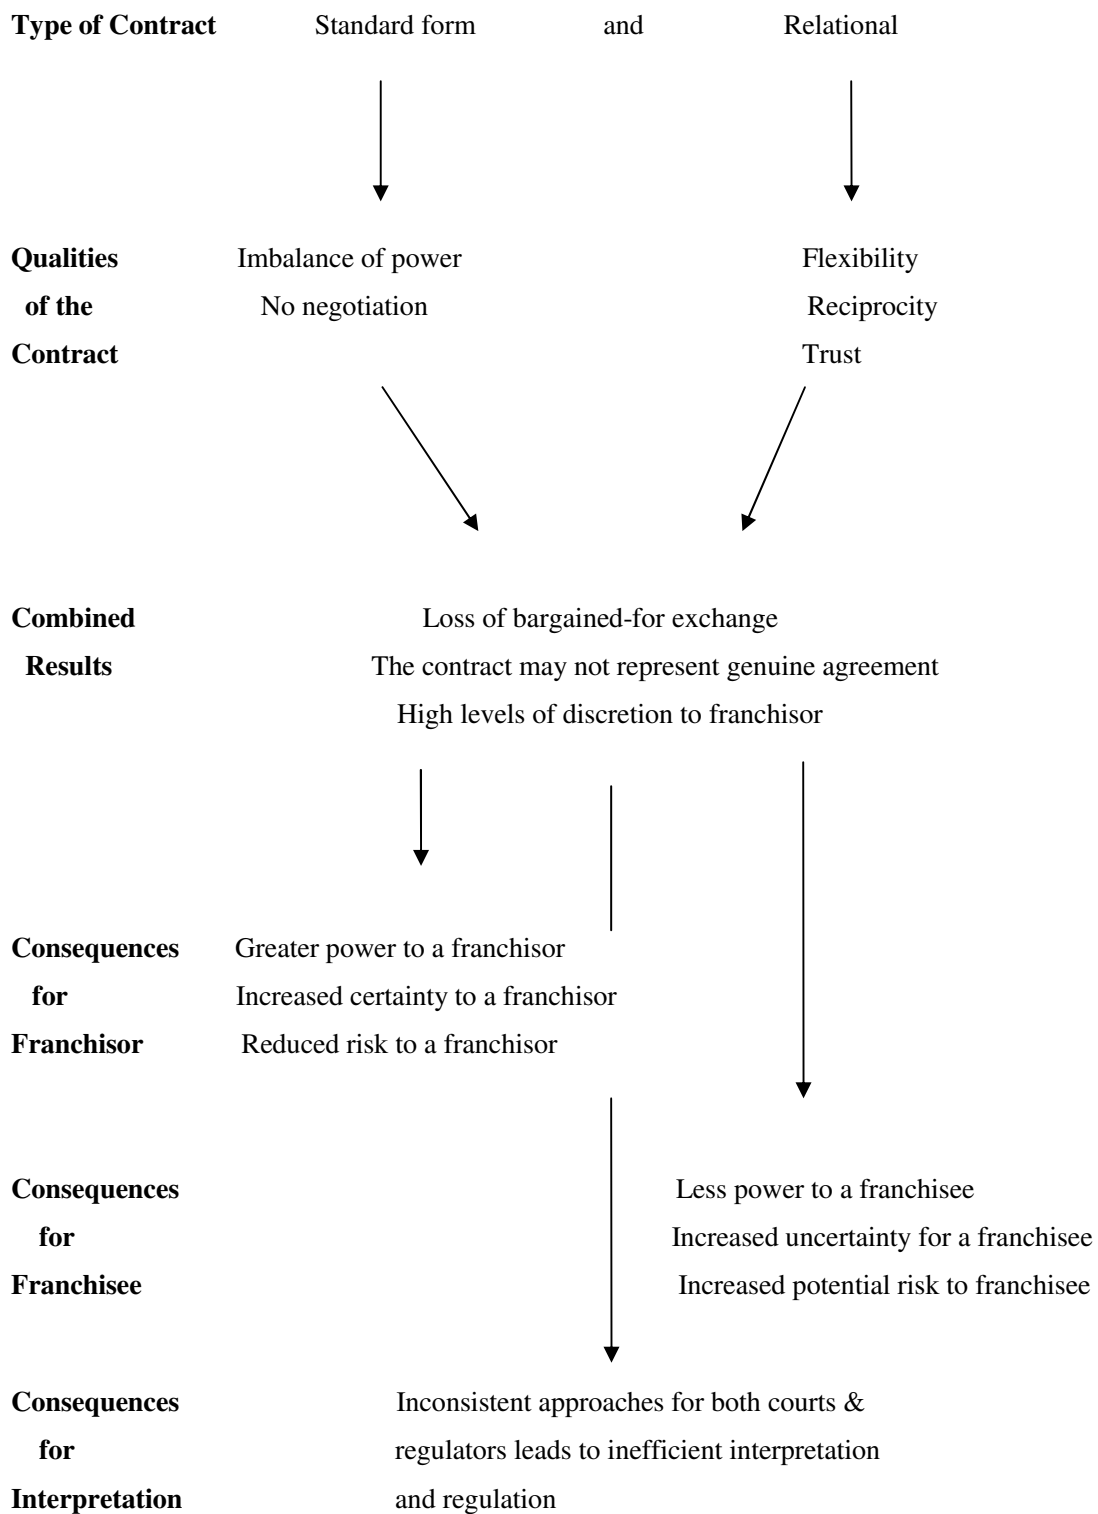 Type of Contract Standard form and Relational
Qualities Imbalance of power Flexibility
of the No negotiation Reciprocity
Contract Trust
Combined Loss of bargained-for exchange
Results The contract may not represent genuine agreement
High levels of discretion to franchisor
Consequences Greater power to a franchisor
for Increased certainty to a franchisor
Franchisor Reduced risk to a franchisor
Consequences Less power to a franchisee
for Increased uncertainty for a franchisee
Franchisee Increased potential risk to franchisee
Consequences Inconsistent approaches for both courts &
for regulators leads to inefficient interpretation
Interpretation and regulation